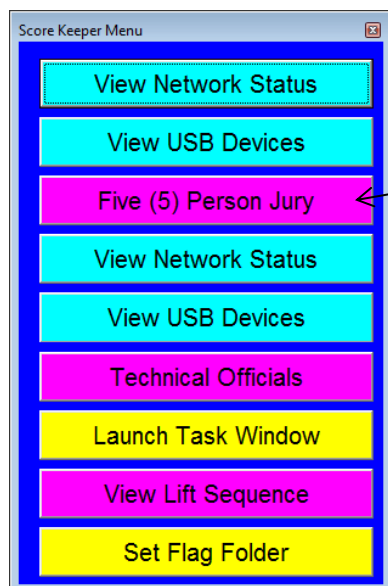 Score Keeper Menu
View Network Status
View USB Devices
Five (5) Person Jury
View Network Status
View USB Devices
Technical Officials
Launch Task Window
View Lift Sequence
Set Flag Folder